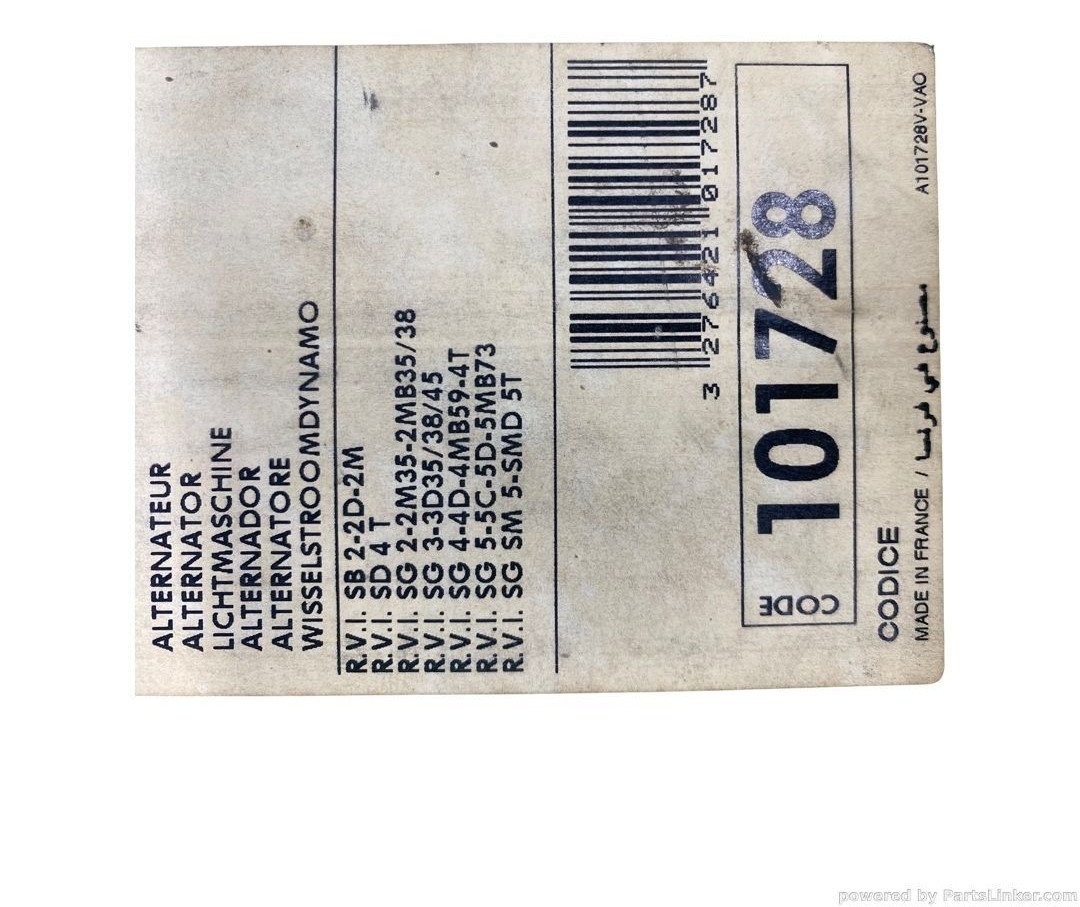 ALTERNATEUR
ALTERNATOR
LICHTMASCHINE
ALTERNADOR
ALTERNATORE
WISSELSTROOMDYNAMO
R.V.I. SB 2-2D-2M
R.V.I. SD 4 T
R.V.I. SG 2-2M35-2MB35/38
R.V.I. SG 3-3D35/38/45
R.V.I. SG 4-4D-4MB59-4T
R.V.I. SG 5-5C-5D-5MB73
R.V.I. SG SM 5-SMD 5T
3 276421 017287
CODE
101728
CODICE
MADE IN FRANCE / مصنوع في فرنسا
A101728V-VAO
powered by PartsLinker.com